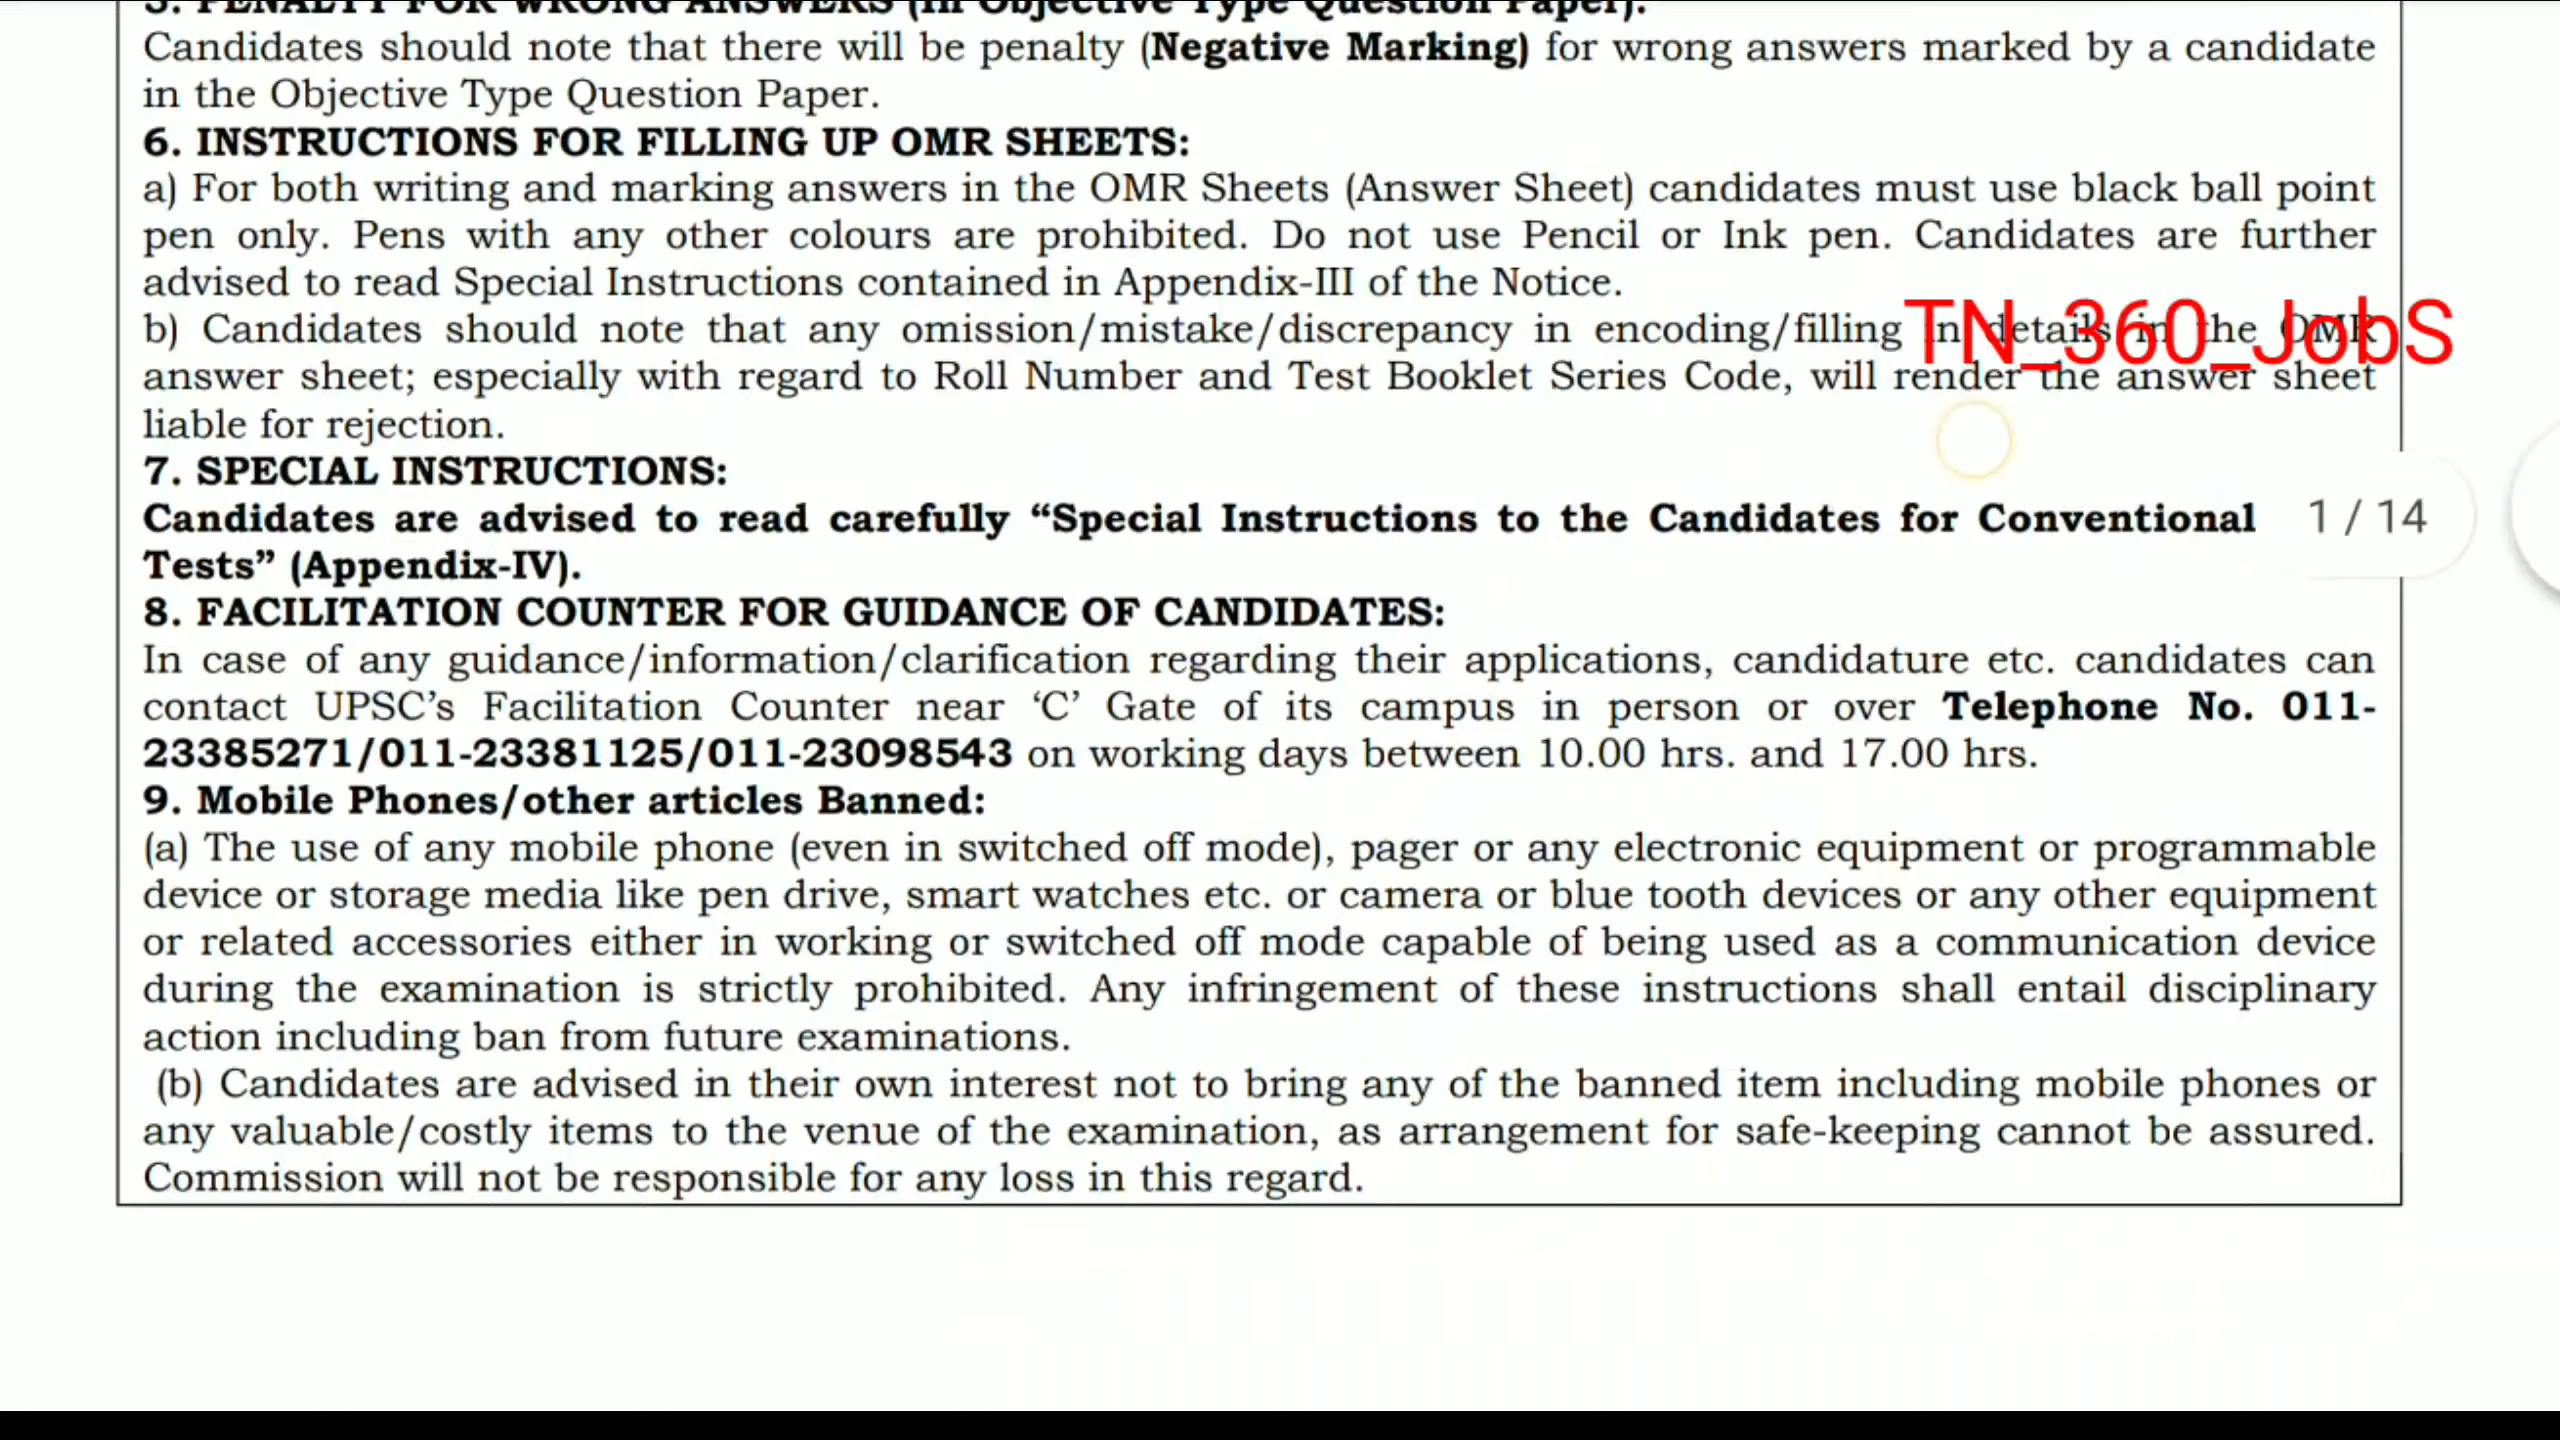 5. PENALTY FOR WRONG ANSWERS (in Objective Type Question Paper):
Candidates should note that there will be penalty (Negative Marking) for wrong answers marked by a candidate
in the Objective Type Question Paper.
6. INSTRUCTIONS FOR FILLING UP OMR SHEETS:
a) For both writing and marking answers in the OMR Sheets (Answer Sheet) candidates must use black ball point
pen only. Pens with any other colours are prohibited. Do not use Pencil or Ink pen. Candidates are further
advised to read Special Instructions contained in Appendix-III of the Notice.
b) Candidates should note that any omission/mistake/discrepancy in encoding/filling in details in the OMR
TN_360_JobS
answer sheet; especially with regard to Roll Number and Test Booklet Series Code, will render the answer sheet
liable for rejection.
7. SPECIAL INSTRUCTIONS:
Candidates are advised to read carefully “Special Instructions to the Candidates for Conventional
1 / 14
Tests” (Appendix-IV).
8. FACILITATION COUNTER FOR GUIDANCE OF CANDIDATES:
In case of any guidance/information/clarification regarding their applications, candidature etc. candidates can
contact UPSC’s Facilitation Counter near ‘C’ Gate of its campus in person or over Telephone No. 011-
23385271/011-23381125/011-23098543 on working days between 10.00 hrs. and 17.00 hrs.
9. Mobile Phones/other articles Banned:
(a) The use of any mobile phone (even in switched off mode), pager or any electronic equipment or programmable
device or storage media like pen drive, smart watches etc. or camera or blue tooth devices or any other equipment
or related accessories either in working or switched off mode capable of being used as a communication device
during the examination is strictly prohibited. Any infringement of these instructions shall entail disciplinary
action including ban from future examinations.
(b) Candidates are advised in their own interest not to bring any of the banned item including mobile phones or
any valuable/costly items to the venue of the examination, as arrangement for safe-keeping cannot be assured.
Commission will not be responsible for any loss in this regard.